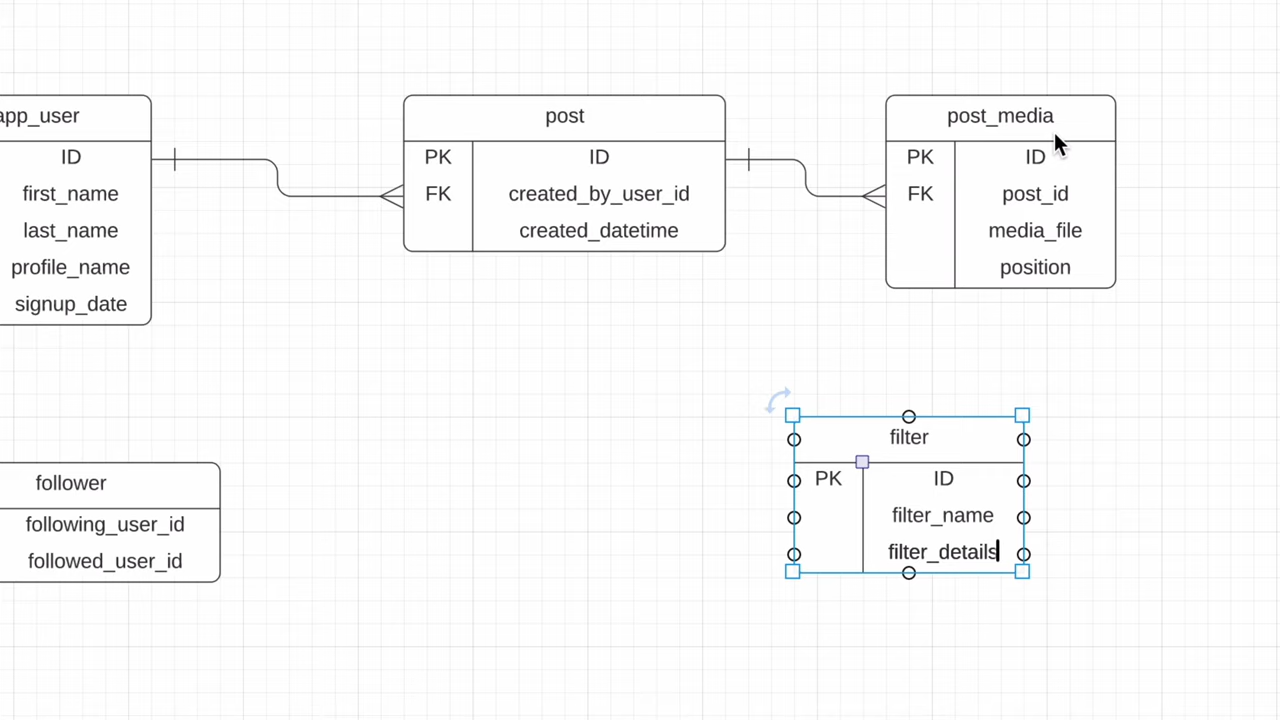 app_user
ID
first_name
last_name
profile_name
signup_date
post
PK ID
FK created_by_user_id
created_datetime
post_media
PK ID
FK post_id
media_file
position
follower
following_user_id
followed_user_id
filter
PK ID
filter_name
filter_details